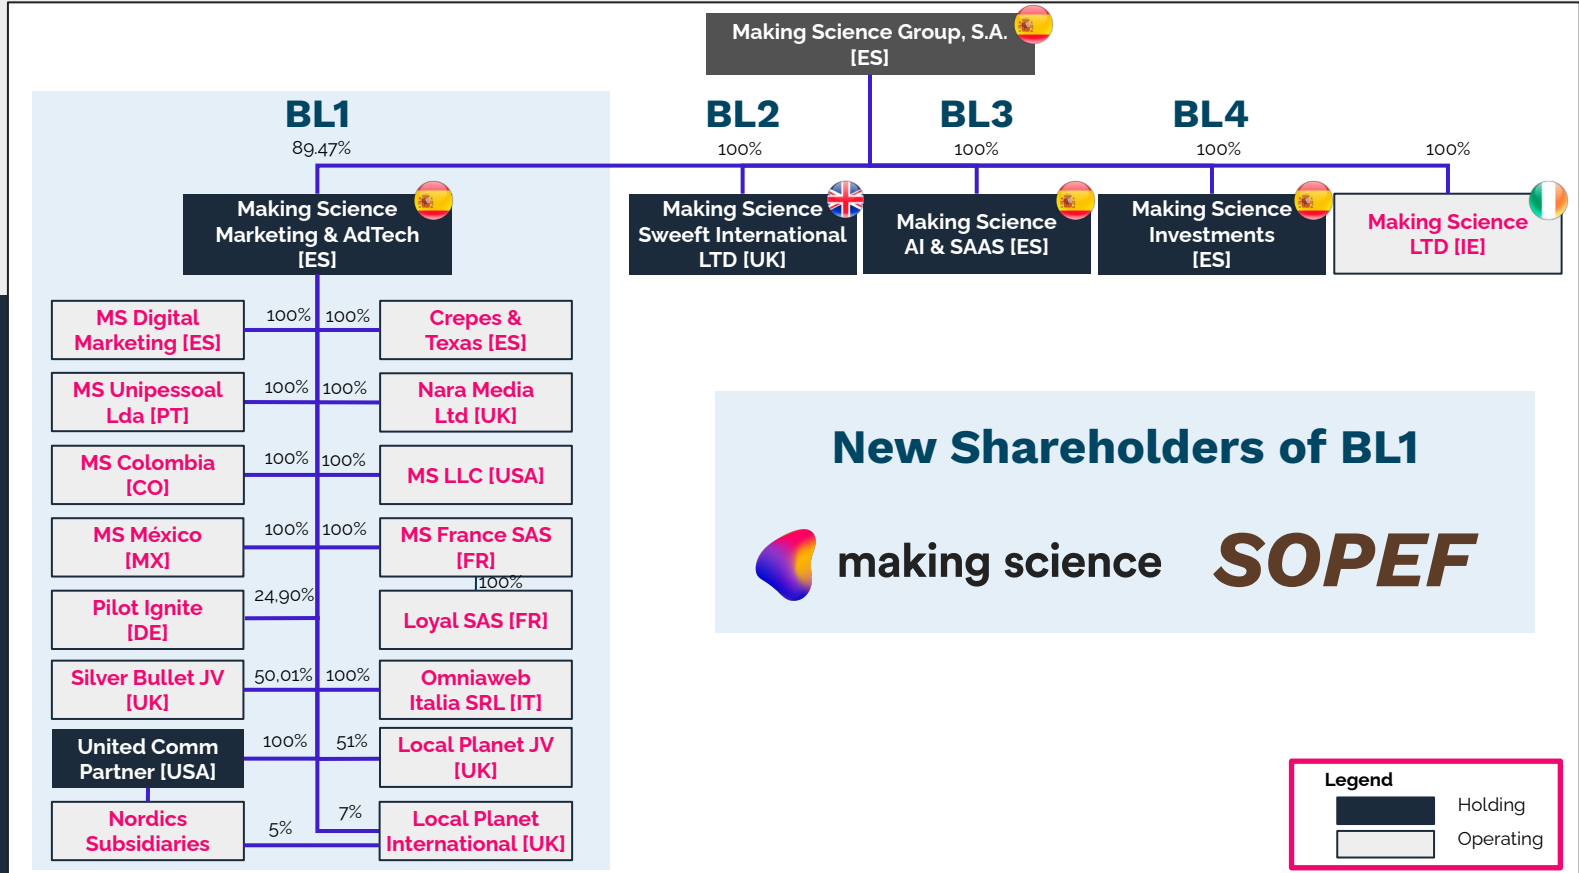 Making Science Group, S.A.
[ES]
BL1
89.47%
BL2
100%
BL3
100%
BL4
100%
100%
Making Science
Marketing & AdTech
[ES]
Making Science
Sweeft International
LTD [UK]
Making Science
AI & SAAS [ES]
Making Science
Investments
[ES]
Making Science
LTD [IE]
MS Digital
Marketing [ES]
100%
100%
Crepes &
Texas [ES]
MS Unipessoal
Lda [PT]
100%
100%
Nara Media
Ltd [UK]
MS Colombia
[CO]
100%
100%
MS LLC [USA]
MS México
[MX]
100%
100%
MS France SAS
[FR]
100%
Pilot Ignite
[DE]
24,90%
Loyal SAS [FR]
Silver Bullet JV
[UK]
50,01%
100%
Omniaweb
Italia SRL [IT]
United Comm
Partner [USA]
100%
51%
Local Planet JV
[UK]
Nordics
Subsidiaries
5%
7%
Local Planet
International [UK]
New Shareholders of BL1
making science
SOPEF
Legend
Holding
Operating